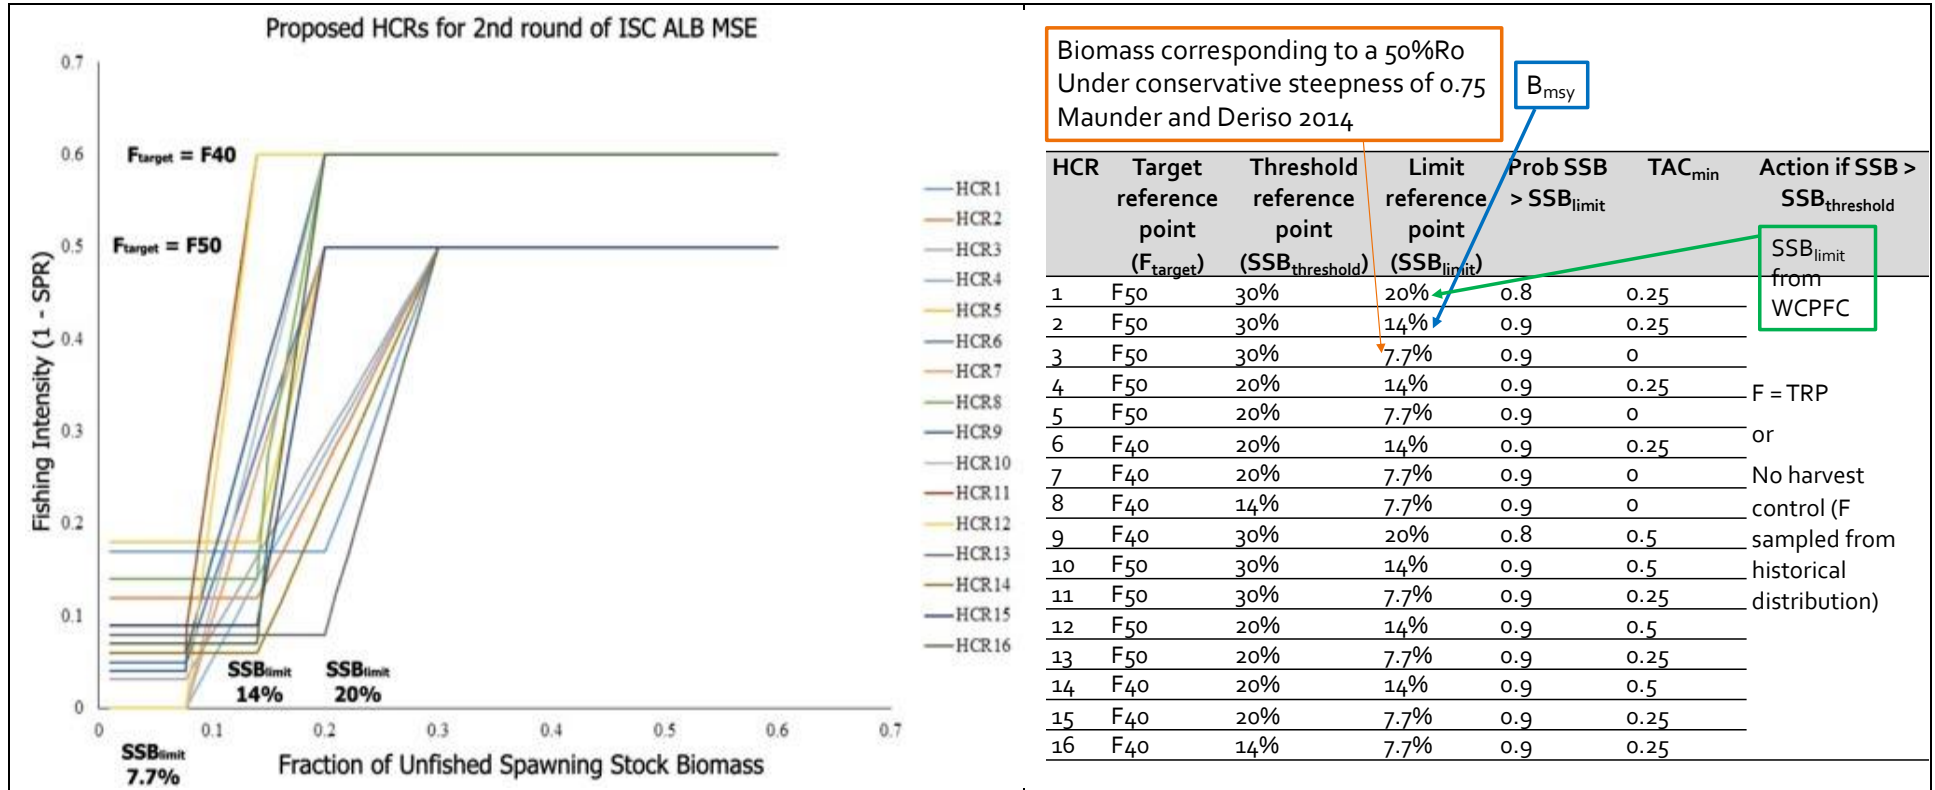 Proposed HCRs for 2nd round of ISC ALB MSE
0.7
0.6
0.5
0.4
0.3
0.2
0.1
0
Fishing Intensity (1 - SPR)
Ftarget = F40
Ftarget = F50
SSBlimit
14%
SSBlimit
20%
0 0.1 0.2 0.3 0.4 0.5 0.6 0.7
SSBlimit
7.7%
Fraction of Unfished Spawning Stock Biomass
HCR1
HCR2
HCR3
HCR4
HCR5
HCR6
HCR7
HCR8
HCR9
HCR10
HCR11
HCR12
HCR13
HCR14
HCR15
HCR16
Biomass corresponding to a 50%R0
Under conservative steepness of 0.75
Maunder and Deriso 2014
Bmsy
HCR Target Threshold Limit Prob SSB TACmin Action if SSB >
reference reference reference > SSBlimit SSBthreshold
point point point
(Ftarget) (SSBthreshold) (SSBlimit)
SSBlimit
from
WCPFC
1 F50 30% 20% 0.8 0.25
2 F50 30% 14% 0.9 0.25
3 F50 30% 7.7% 0.9 0
4 F50 20% 14% 0.9 0.25
5 F50 20% 7.7% 0.9 0
6 F40 20% 14% 0.9 0.25
7 F40 20% 7.7% 0.9 0
8 F40 14% 7.7% 0.9 0
9 F40 30% 20% 0.8 0.5
10 F50 30% 14% 0.9 0.5
11 F50 30% 7.7% 0.9 0.25
12 F50 20% 14% 0.9 0.5
13 F50 20% 7.7% 0.9 0.25
14 F40 20% 14% 0.9 0.5
15 F40 20% 7.7% 0.9 0.25
16 F40 14% 7.7% 0.9 0.25
F = TRP
or
No harvest
control (F
sampled from
historical
distribution)